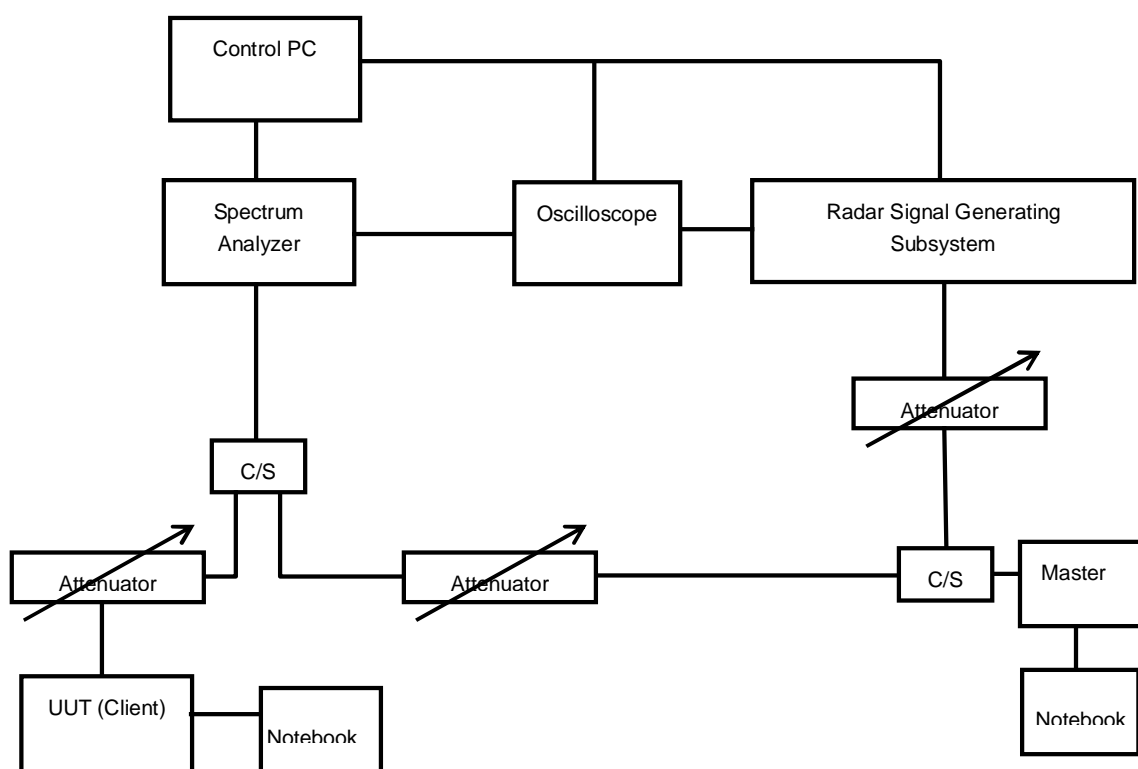 Control PC
Spectrum
Analyzer
Oscilloscope
Radar Signal Generating
Subsystem
Attenuator
C/S
Attenuator
Attenuator
C/S
Master
UUT (Client)
Notebook
Notebook